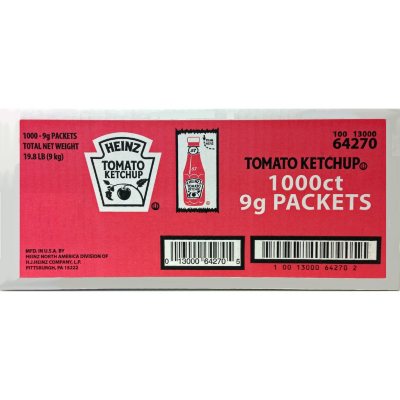 1000 - 9g PACKETS
TOTAL NET WEIGHT
19.8 LB (9 kg)
HEINZ
TOMATO
KETCHUP
57
100 13000
64270
TOMATO KETCHUP
1000ct
9g PACKETS
MFD. IN U.S.A. BY
HEINZ NORTH AMERICA DIVISION OF
H.J.HEINZ COMPANY, L.P.
PITTSBURGH, PA 15222
0 13000 64270 5
1 00 13000 64270 2